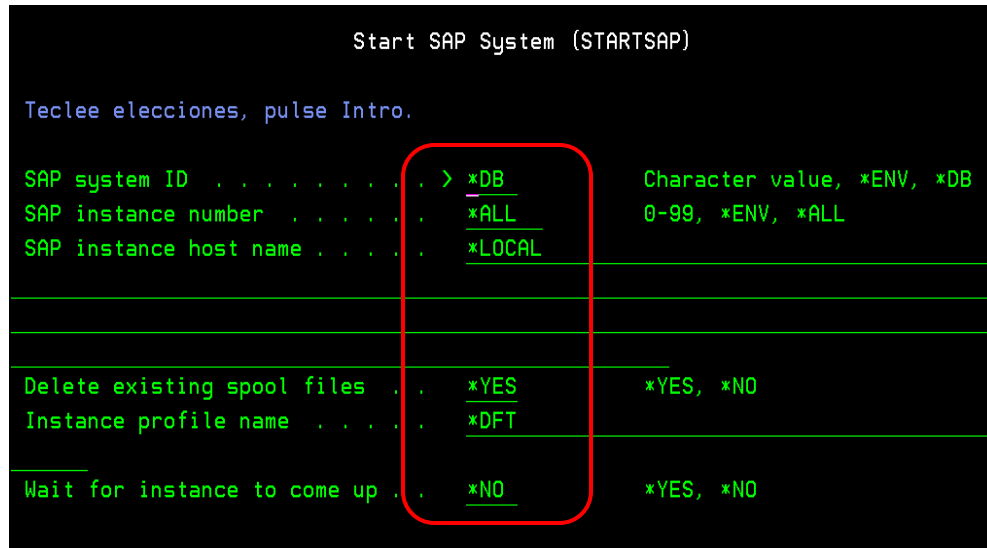 Start SAP System (STARTSAP)
Teclee elecciones, pulse Intro.
SAP system ID . . . . . . . . . > *DB Character value, *ENV, *DB
SAP instance number . . . . . . *ALL 0-99, *ENV, *ALL
SAP instance host name . . . . . *LOCAL
Delete existing spool files . . *YES *YES, *NO
Instance profile name . . . . . *DFT
Wait for instance to come up . . *NO *YES, *NO